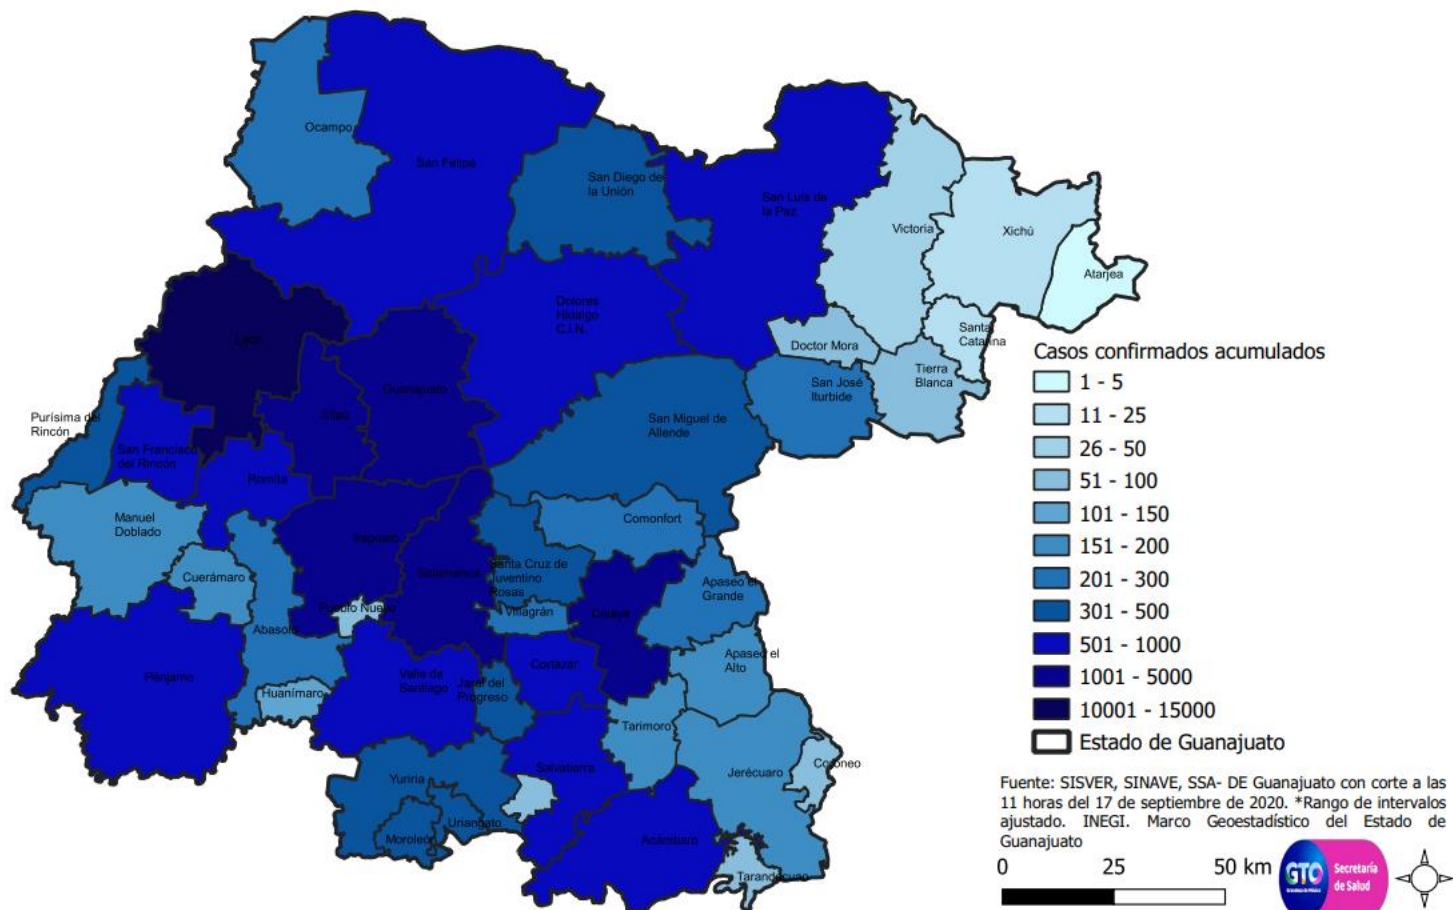 Ocampo
San Felipe
San Diego de
la Unión
San Luis de
la Paz
Victoria
Xichú
Atarjea
Dolores
Hidalgo
C.I.N.
León
Doctor Mora
Santa
Catarina
Tierra
Blanca
San José
Iturbide
Guanajuato
Silao
San Miguel de
Allende
Purísima del
Rincón
San Francisco
del Rincón
Romita
Manuel
Doblado
Comonfort
Irapuato
Cuerámaro
Salamanca
Santa Cruz de
Juventino
Rosas
Apaseo el
Grande
Pueblo Nuevo
Villagrán
Celaya
Abasolo
Apaseo el
Alto
Pénjamo
Valle de
Santiago
Cortazar
Jaral del
Progreso
Huanímaro
Tarimoro
Jerécuaro
Coroneo
Yuriria
Salvatierra
Uriangato
Moroleón
Acámbaro
Tarandacuao
Casos confirmados acumulados
1 - 5
11 - 25
26 - 50
51 - 100
101 - 150
151 - 200
201 - 300
301 - 500
501 - 1000
1001 - 5000
10001 - 15000
Estado de Guanajuato
Fuente: SISVER, SINAVE, SSA- DE Guanajuato con corte a las
11 horas del 17 de septiembre de 2020. *Rango de intervalos
ajustado. INEGI. Marco Geoestadístico del Estado de
Guanajuato
0 25 50 km
GTO
Secretaría
de Salud